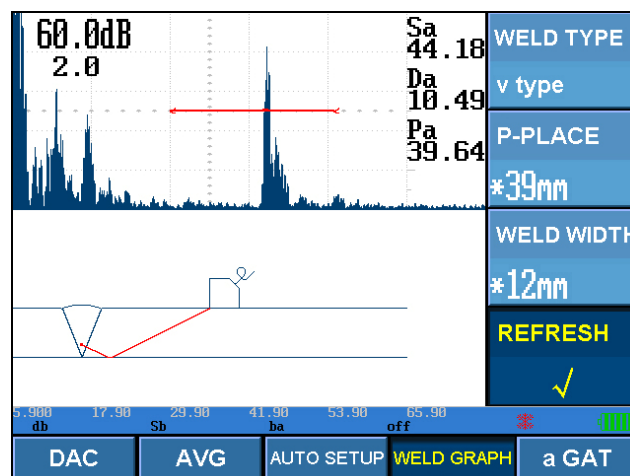 60.0dB
2.0
Sa
44.18
Da
10.49
Pa
39.64
WELD TYPE
v type
P-PLACE
*39mm
WELD WIDTH
*12mm
REFRESH
√
5.900 17.90 29.90 41.90 53.90 65.90
db Sb ba off
DAC AVG AUTO SETUP WELD GRAPH a GAT